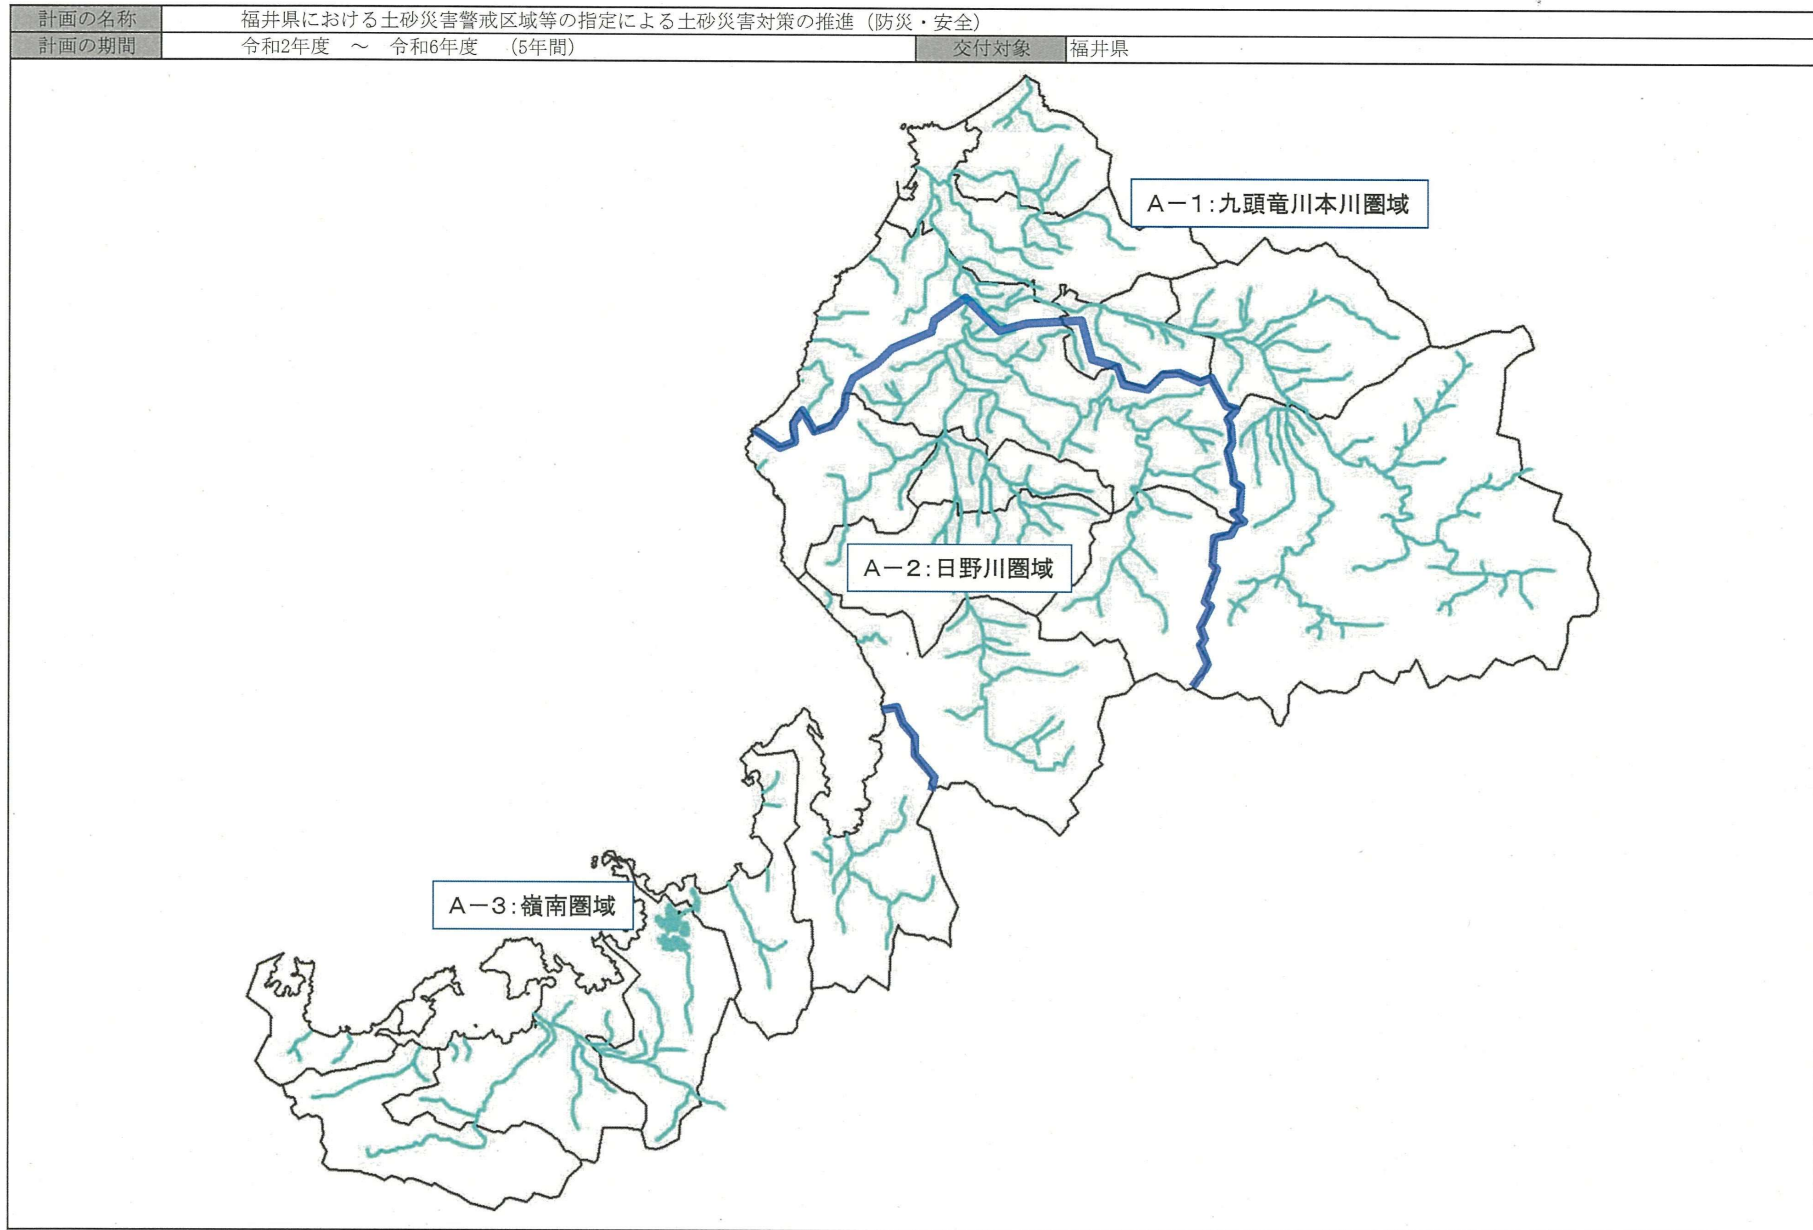 計画の名称 福井県における土砂災害警戒区域等の指定による土砂災害対策の推進（防災・安全）
計画の期間 令和2年度 ～ 令和6年度 （5年間） 交付対象 福井県
A－1：九頭竜川本川圏域
A－2：日野川圏域
A－3：嶺南圏域